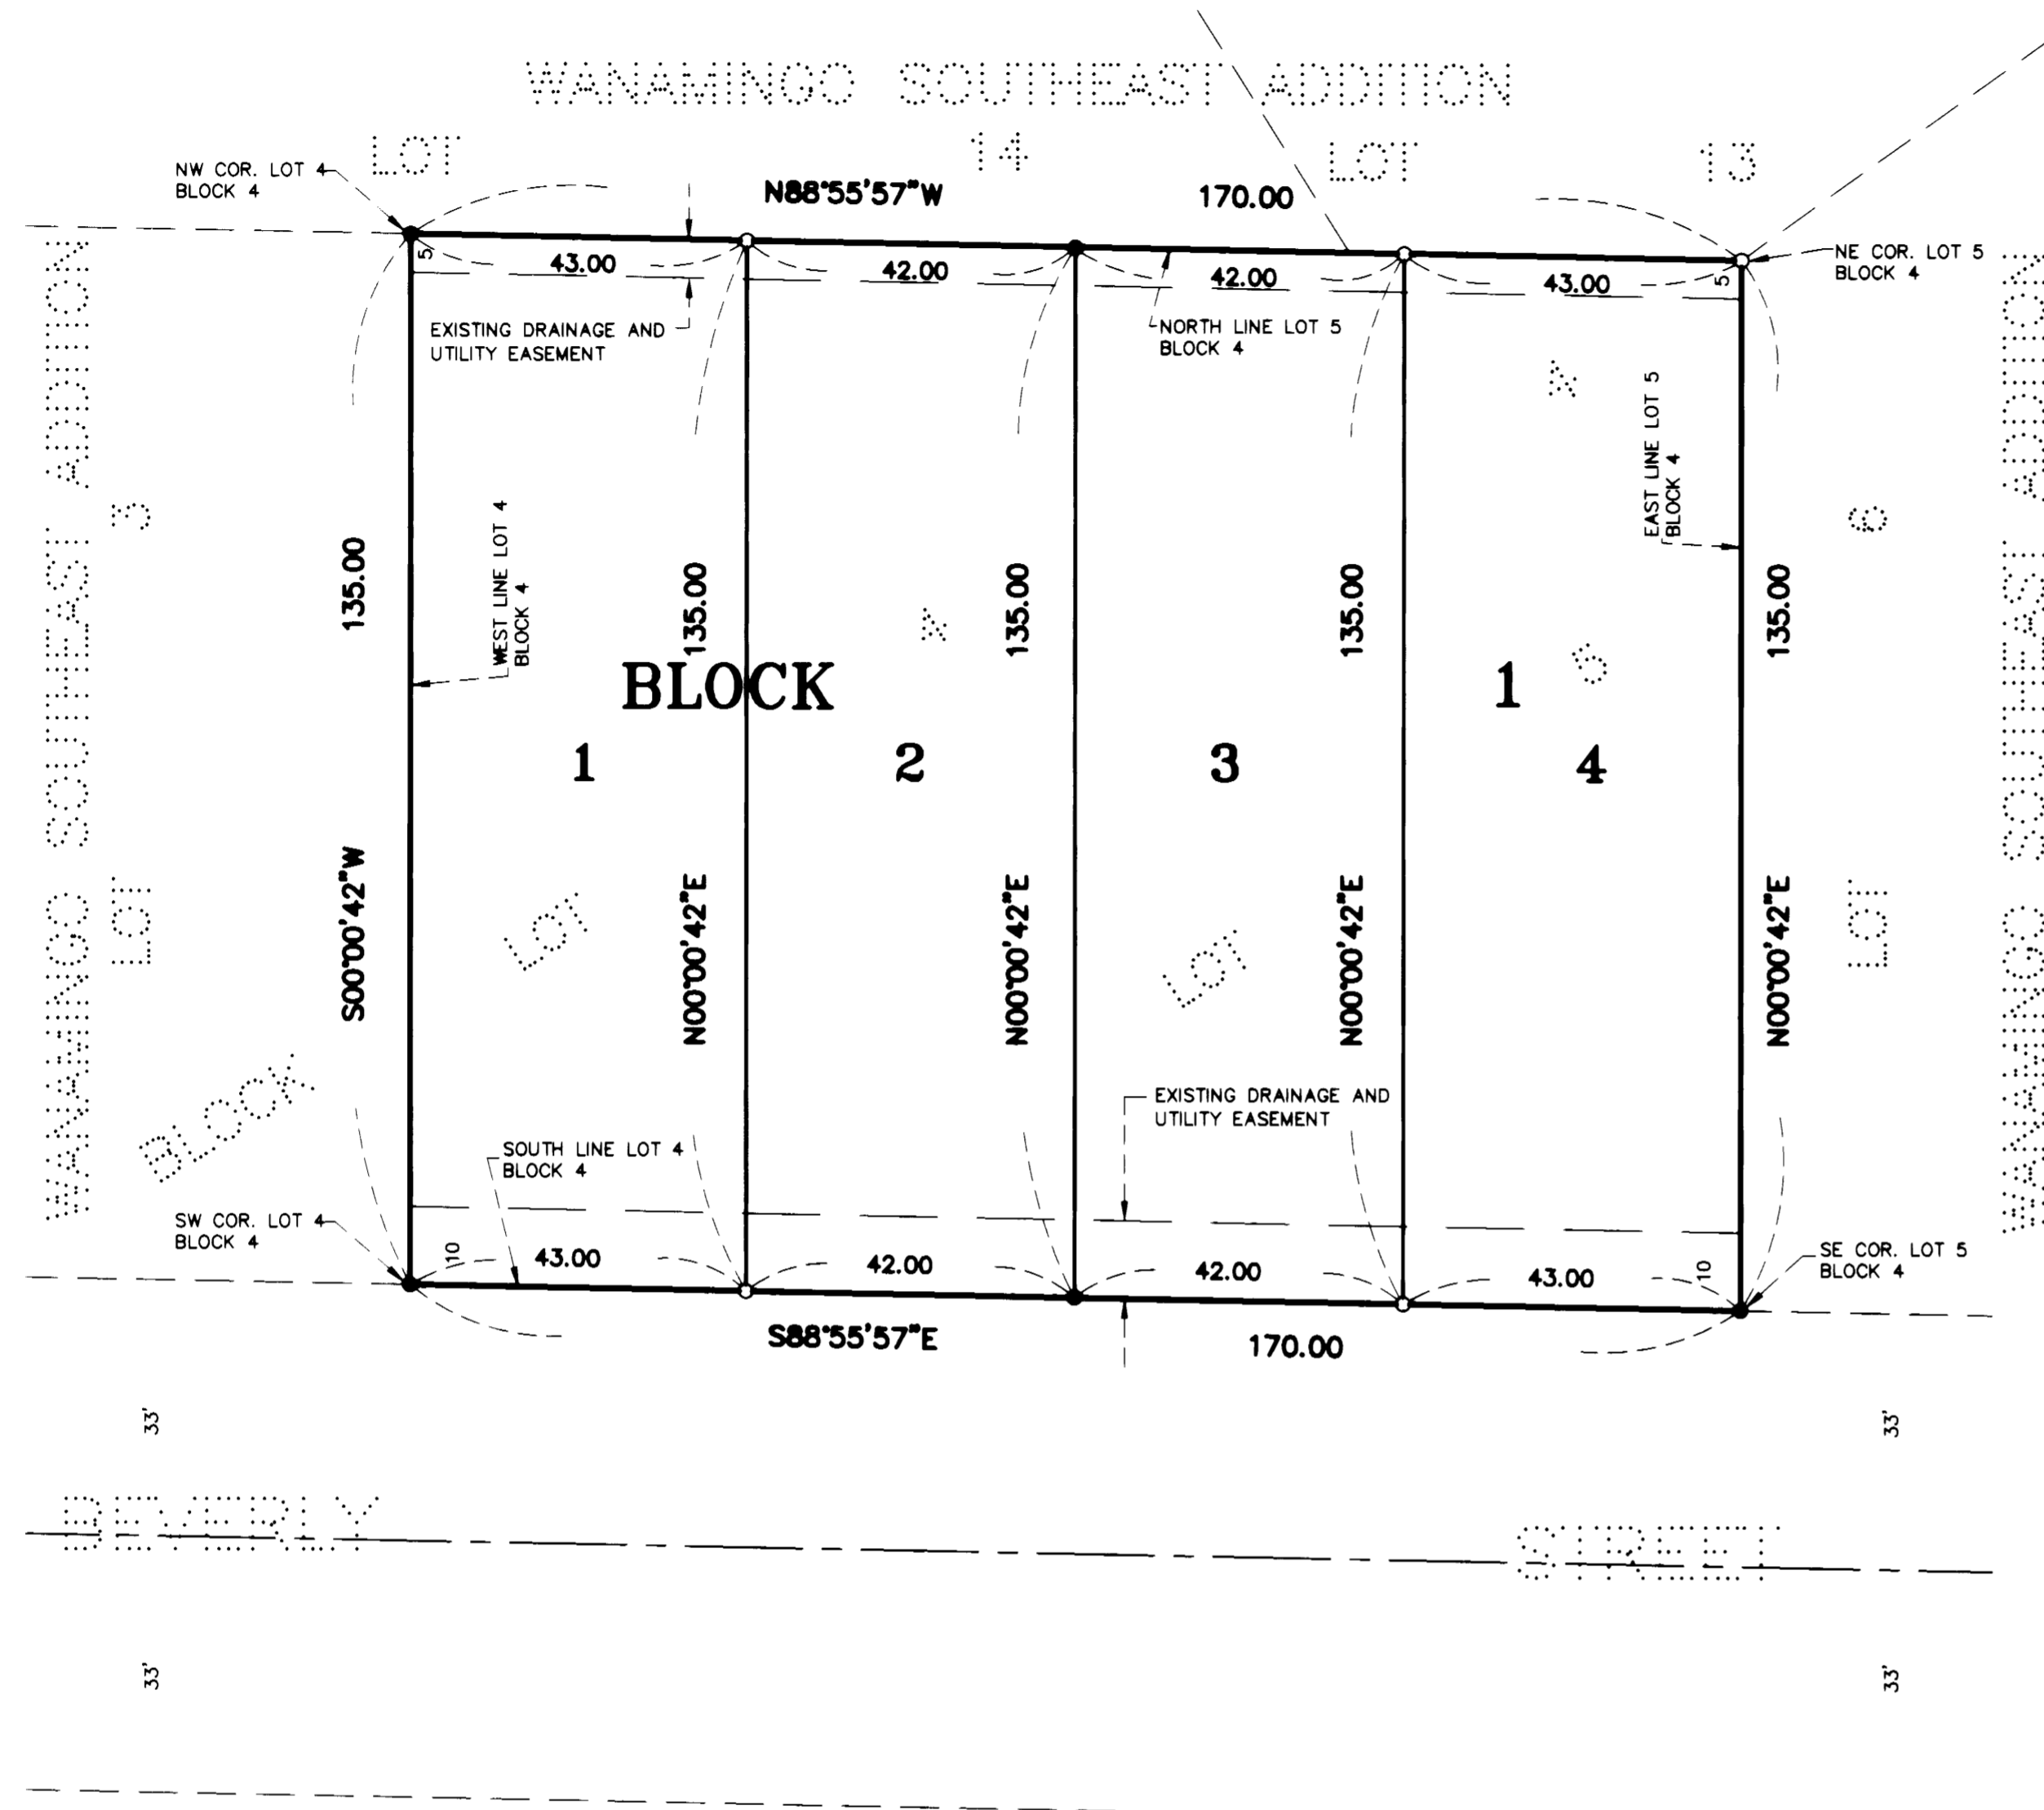 WANAMINGO SOUTHEAST ADDITION
LOT 14 LOT 13
NW COR. LOT 4
BLOCK 4
N88°55'57"W 170.00
NE COR. LOT 5
BLOCK 4
5 43.00 42.00 42.00 43.00 5
EXISTING DRAINAGE AND
UTILITY EASEMENT
NORTH LINE LOT 5
BLOCK 4
WANAMINGO SOUTHEAST ADDITION
LOT 3
135.00
S00°00'42"W
WEST LINE LOT 4
BLOCK 4
135.00
N00°00'42"E
135.00
N00°00'42"E
135.00
N00°00'42"E
EAST LINE LOT 5
BLOCK 4
135.00
N00°00'42"E
LOT 6
WANAMINGO SOUTHEAST ADDITION
BLOCK 1
1 2 3 4
LOT 4
LOT 5
BLOCK 4
EXISTING DRAINAGE AND
UTILITY EASEMENT
SOUTH LINE LOT 4
BLOCK 4
SW COR. LOT 4
BLOCK 4
SE COR. LOT 5
BLOCK 4
10 43.00 42.00 42.00 43.00 10
S88°55'57"E 170.00
33' 33'
BEVERLY STREET
33' 33'